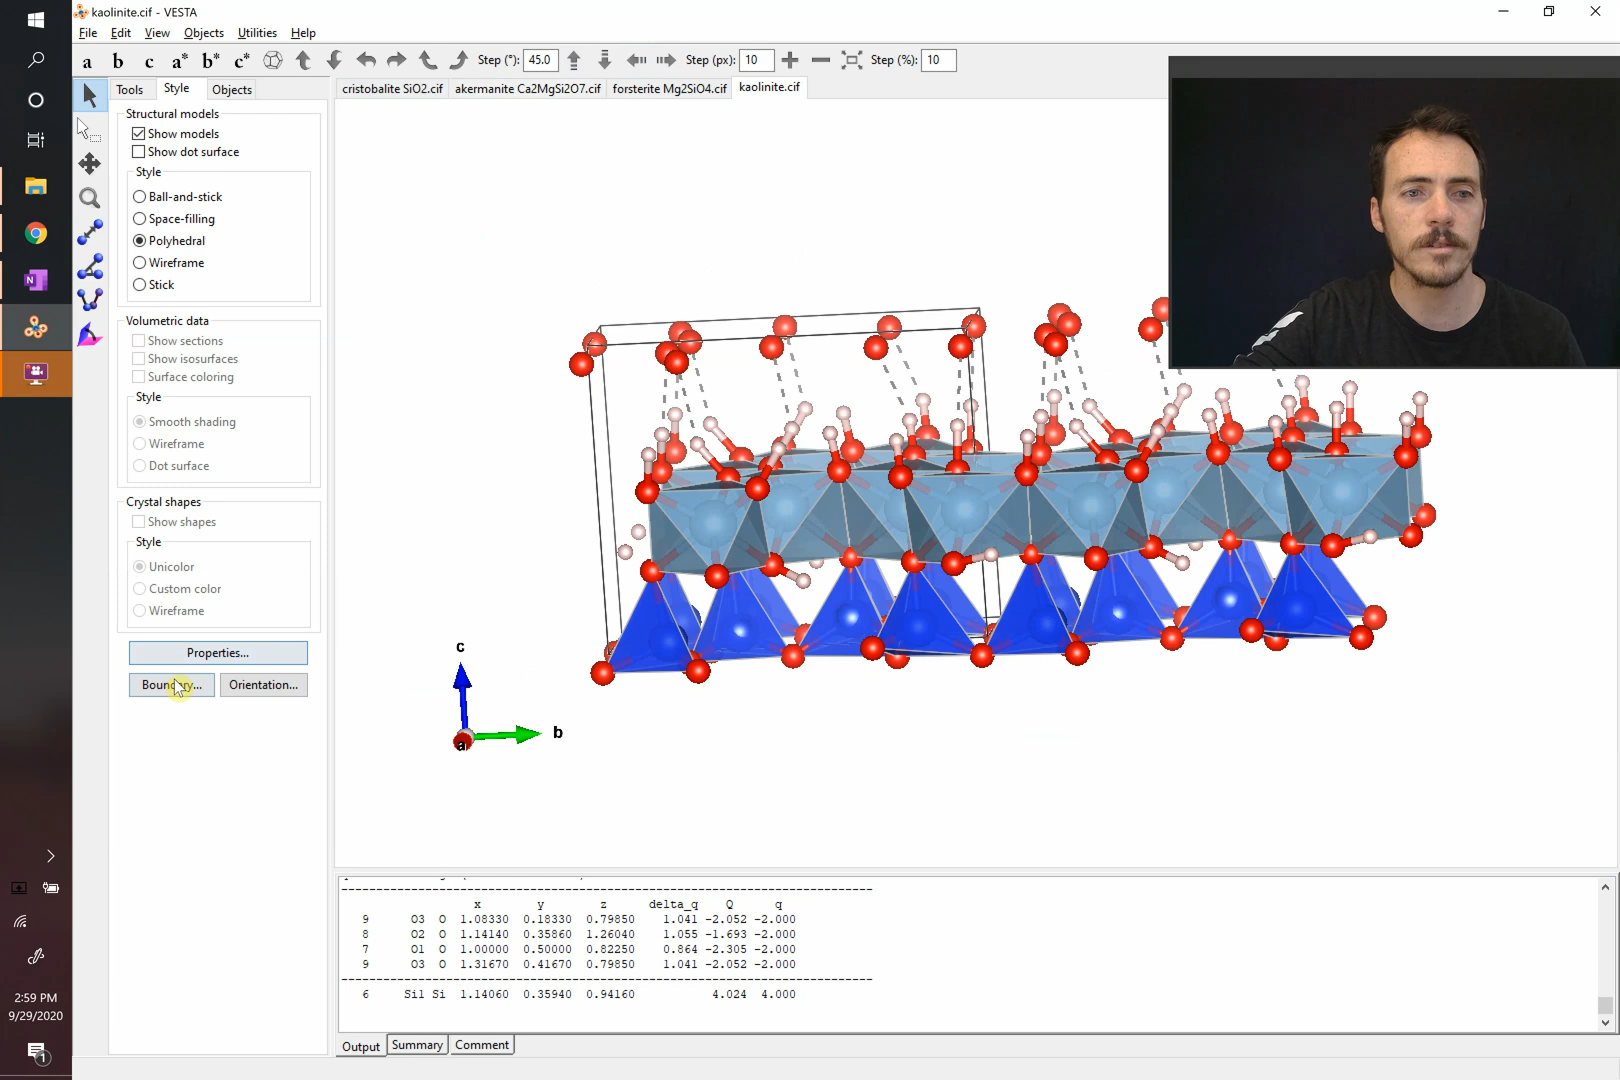 kaolinite.cif - VESTA
File Edit View Objects Utilities Help
a b c a* b* c* Step (°): 45.0 Step (px): 10 Step (%): 10
Tools Style Objects
cristobalite SiO2.cif akermanite Ca2MgSi2O7.cif forsterite Mg2SiO4.cif kaolinite.cif
Structural models
Show models
Show dot surface
Style
Ball-and-stick
Space-filling
Polyhedral
Wireframe
Stick
Volumetric data
Show sections
Show isosurfaces
Surface coloring
Style
Smooth shading
Wireframe
Dot surface
Crystal shapes
Show shapes
Style
Unicolor
Custom color
Wireframe
Properties...
Orientation...
c
b
a
x y z delta_q Q q
9 O3 O 1.08330 0.18330 0.79850 1.041 -2.052 -2.000
8 O2 O 1.14140 0.35860 1.26040 1.055 -1.693 -2.000
7 O1 O 1.00000 0.50000 0.82250 0.864 -2.305 -2.000
9 O3 O 1.31670 0.41670 0.79850 1.041 -2.052 -2.000
6 Si1 Si 1.14060 0.35940 0.94160 4.024 4.000
Output Summary Comment
N
2:59 PM
9/29/2020
1